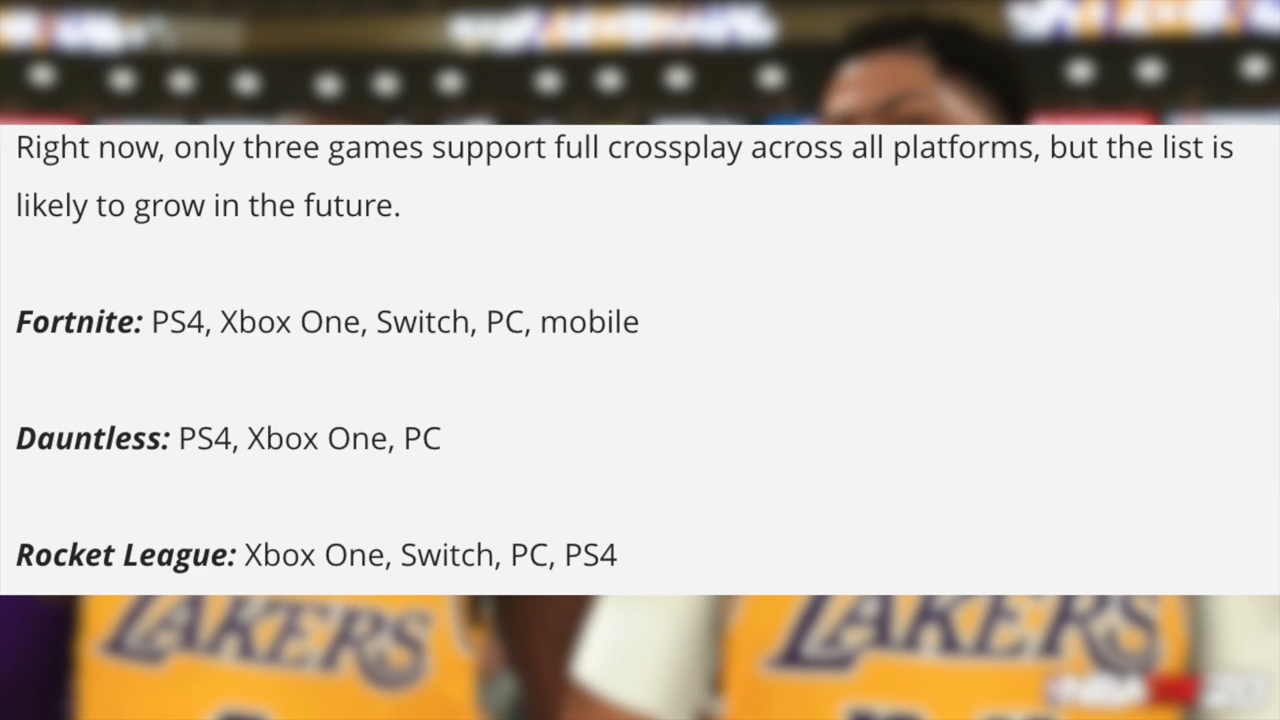 Right now, only three games support full crossplay across all platforms, but the list is
likely to grow in the future.
Fortnite: PS4, Xbox One, Switch, PC, mobile
Dauntless: PS4, Xbox One, PC
Rocket League: Xbox One, Switch, PC, PS4
LAKERS LAKERS
NBA 2K20